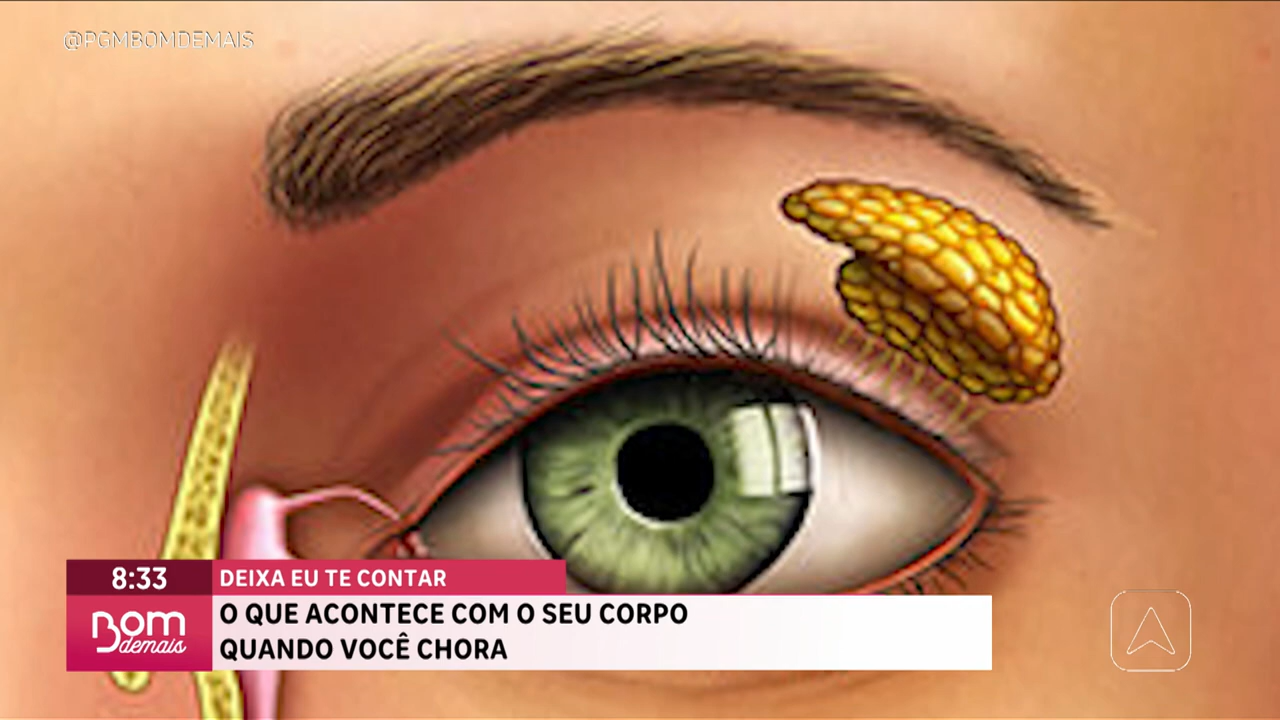 @PGMBOMDEMAIS
8:33
DEIXA EU TE CONTAR
Bom
demais
O QUE ACONTECE COM O SEU CORPO
QUANDO VOCÊ CHORA